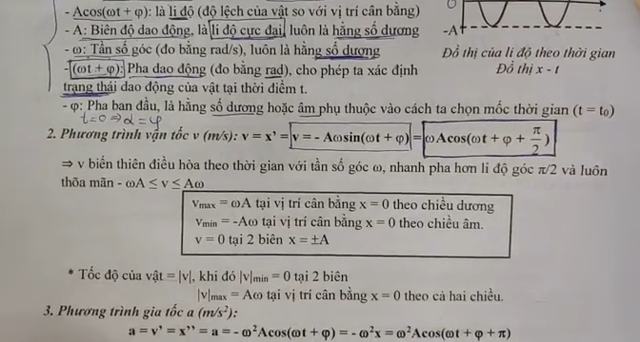 - Acos(ωt + φ): là li độ (độ lệch của vật so với vị trí cân bằng)
- A: Biên độ dao động, là li độ cực đại, luôn là hằng số dương
- ω: Tần số góc (đo bằng rad/s), luôn là hằng số dương
- (ωt + φ): Pha dao động (đo bằng rad), cho phép ta xác định
trạng thái dao động của vật tại thời điểm t.
-A
Đồ thị của li độ theo thời gian
Đồ thị x - t
- φ: Pha ban đầu, là hằng số dương hoặc âm phụ thuộc vào cách ta chọn mốc thời gian (t = t₀)
t=0 ⇒ α = φ
2. Phương trình vận tốc v (m/s): v = x' = v = - Aωsin(ωt + φ) = ωAcos(ωt + φ + π/2)
⇒ v biến thiên điều hòa theo thời gian với tần số góc ω, nhanh pha hơn li độ góc π/2 và luôn
thõa mãn - ωA ≤ v ≤ Aω
vmax = ωA tại vị trí cân bằng x = 0 theo chiều dương
vmin = -Aω tại vị trí cân bằng x = 0 theo chiều âm.
v = 0 tại 2 biên x = ±A
* Tốc độ của vật = |v|, khi đó |v|min = 0 tại 2 biên
|v|max = Aω tại vị trí cân bằng x = 0 theo cả hai chiều.
3. Phương trình gia tốc a (m/s²):
a = v' = x'' = a = - ω²Acos(ωt + φ) = - ω²x = ω²Acos(ωt + φ + π)